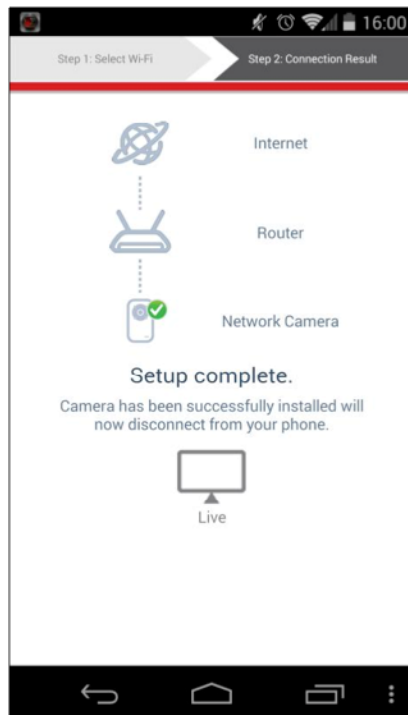 16:00
Step 1: Select Wi-Fi
Step 2: Connection Result
Internet
Router
Network Camera
Setup complete.
Camera has been successfully installed will
now disconnect from your phone.
Live